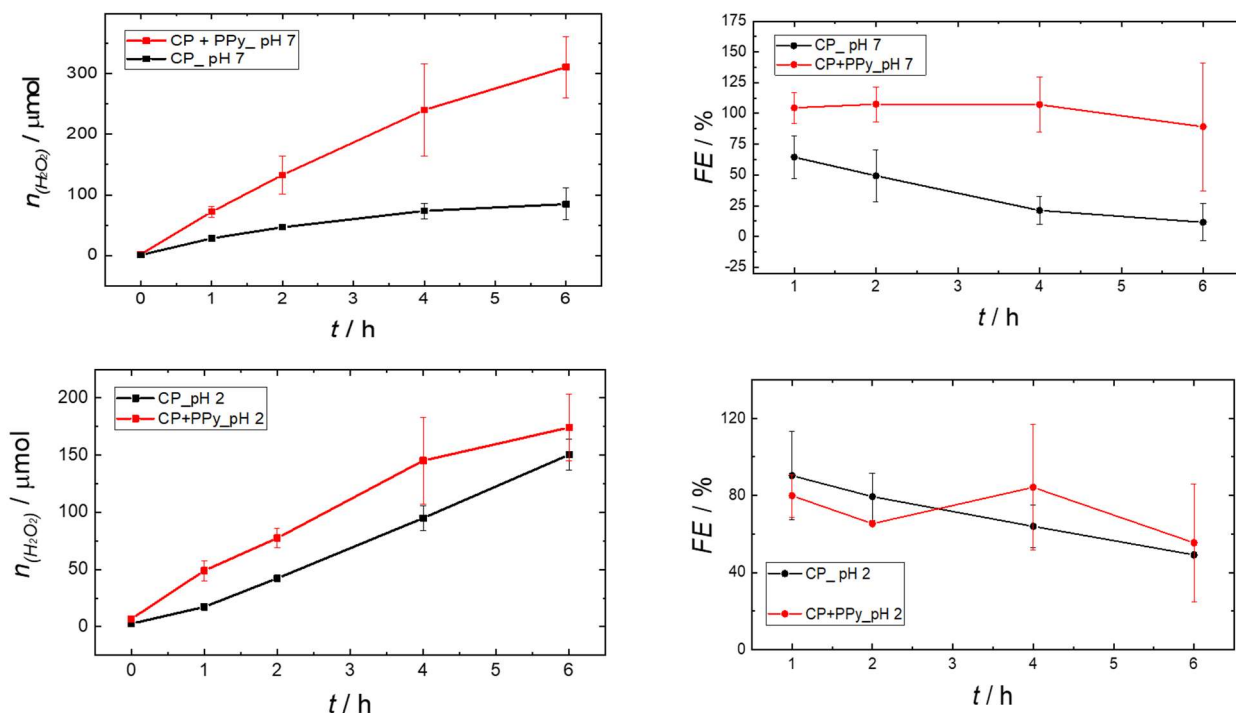 CP + PPy_ pH 7
CP_ pH 7
n(H₂O₂) / μmol
300
200
100
0
0 1 2 3 4 5 6
t / h
CP_ pH 7
CP+PPy_pH 7
FE / %
175
150
125
100
75
50
25
0
-25
1 2 3 4 5 6
t / h
CP_pH 2
CP+PPy_pH 2
n(H₂O₂) / μmol
200
150
100
50
0
0 1 2 3 4 5 6
t / h
CP_ pH 2
CP+PPy_pH 2
FE / %
120
80
40
0
1 2 3 4 5 6
t / h